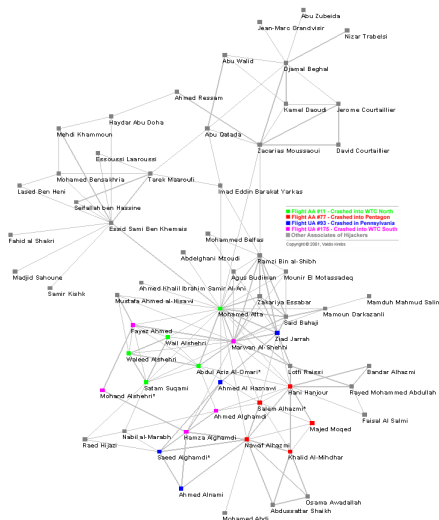 Abu Zubeida
Jean-Marc Grandvisir
Nizar Trabelsi
Abu Walid
Djamal Beghal
Ahmed Ressam
Kamel Daoudi
Jerome Courtaillier
Haydar Abu Doha
Mehdi Khammoun
Abu Qatada
Zacarias Moussaoui
David Courtaillier
Essoussi Laaroussi
Mohamed Bensakhria
Tarek Maaroufi
Lased Ben Heni
Imad Eddin Barakat Yarkas
Seifallah ben Hassine
Essid Sami Ben Khemais
Flight AA #11 - Crashed into WTC North
Flight AA #77 - Crashed into Pentagon
Flight UA #93 - Crashed in Pennsylvania
Flight UA #175 - Crashed into WTC South
Other Associates of Hijackers
Copyright © 2001, Valdis Krebs
Fahid al Shakri
Mohammed Belfas
Abdelghani Mzoudi
Ramzi Bin al-Shibh
Madjid Sahoune
Agus Budiman
Mounir El Motassadeq
Samir Kishk
Ahmed Khalil Ibrahim Samir Al-Ani
Mustafa Ahmed al-Hisawi
Zakariya Essabar
Mamduh Mahmud Salim
Mohamed Atta
Said Bahaji
Mamoun Darkazanli
Fayez Ahmed
Wail Alshehri
Marwan Al-Shehhi
Ziad Jarrah
Waleed Alshehri
Abdul Aziz Al-Omari*
Lotfi Raissi
Bandar Alhazmi
Satam Suqami
Ahmed Al Haznawi
Hani Hanjour
Rayed Mohammed Abdullah
Mohand Alshehri*
Salem Alhazmi*
Ahmed Alghamdi
Faisal Al Salmi
Majed Moqed
Raed Hijazi
Nabil al-Marabh
Hamza Alghamdi
Nawaf Alhazmi
Saeed Alghamdi*
Khalid Al-Mihdhar
Ahmed Alnami
Osama Awadallah
Abdussattar Shaikh
Mohamed Abdi